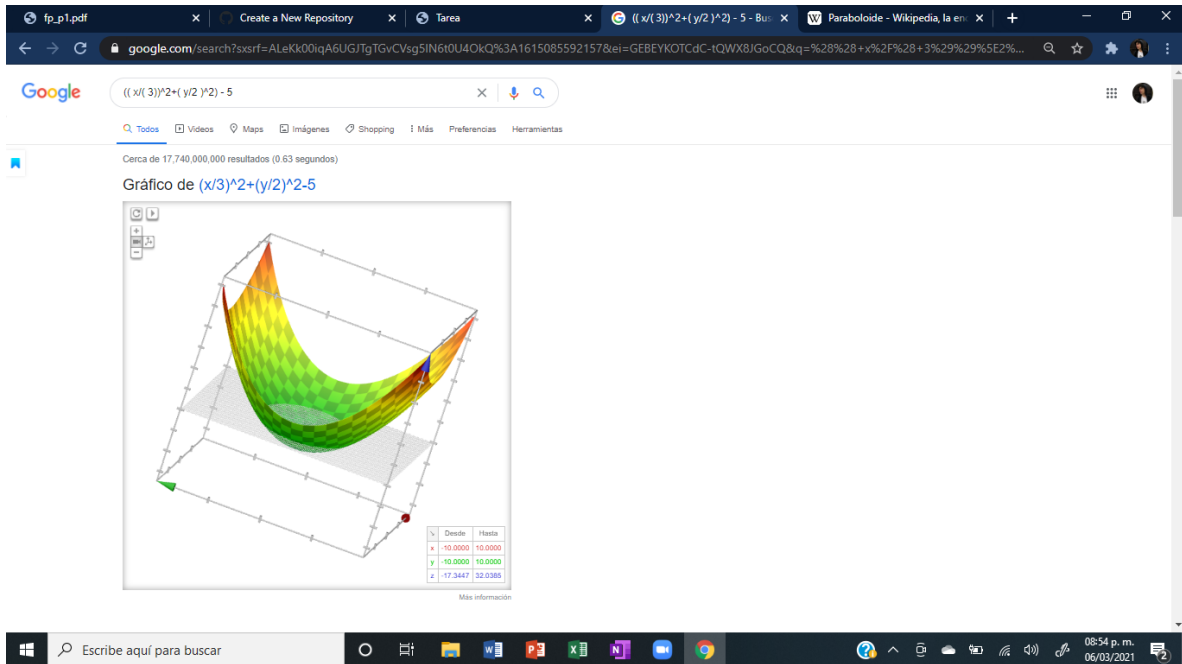 fp_p1.pdf
Create a New Repository
Tarea
(( x/( 3))^2+( y/2 )^2) - 5 - Bus
Paraboloide - Wikipedia, la enc
google.com/search?sxsrf=ALeKk00iqA6UGJTgTGvCVsg5IN6t0U4OkQ%3A1615085592157&ei=GEBEYKOTCdC-tQWX8JGoCQ&q=%28%28+x%2F%28+3%29%29%5E2%...
Google
(( x/( 3))^2+( y/2 )^2) - 5
Todos Videos Maps Imágenes Shopping Más Preferencias Herramientas
Cerca de 17,740,000,000 resultados (0.63 segundos)
Gráfico de (x/3)^2+(y/2)^2-5
Desde Hasta
x -10.0000 10.0000
y -10.0000 10.0000
z -17.3447 32.0385
Más información
Escribe aquí para buscar
08:54 p. m.
06/03/2021
2